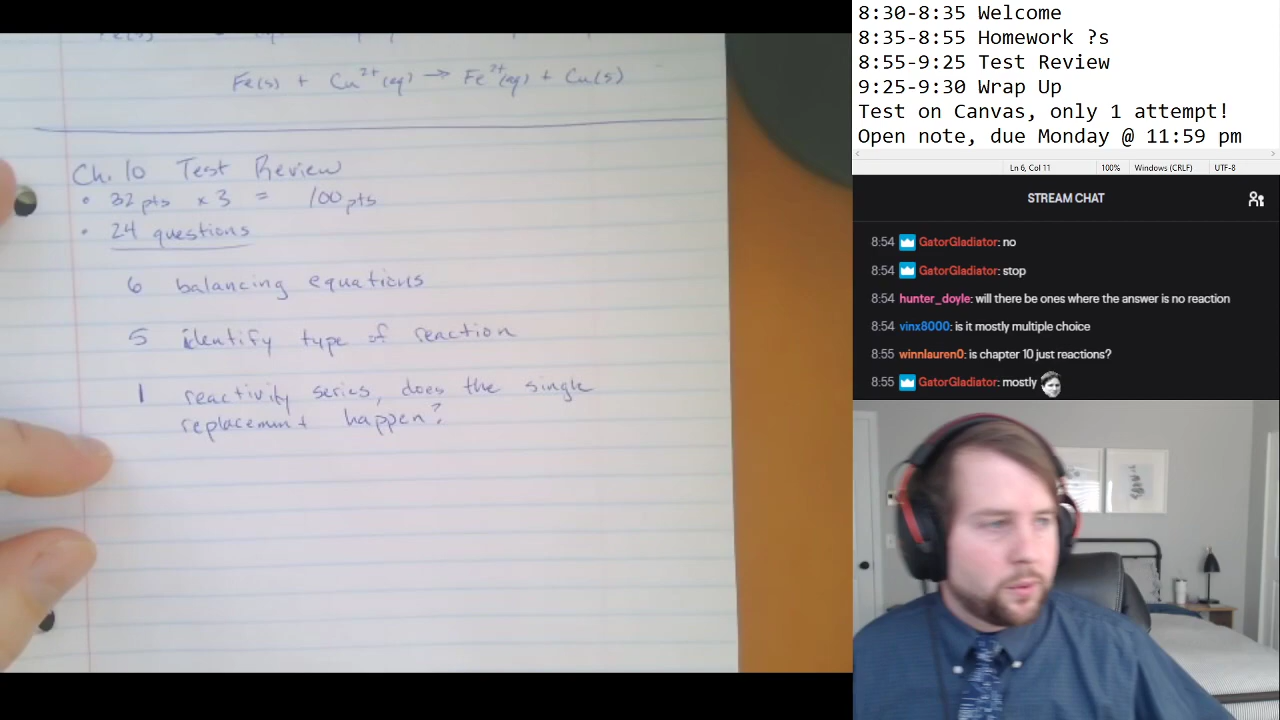 Fe(s) + Cu²⁺(aq) → Fe²⁺(aq) + Cu(s)
Ch. 10 Test Review
• 32 pts × 3 = 100 pts
• 24 questions
6 balancing equations
5 identify type of reaction
1 reactivity series, does the single
replacement happen?
8:30-8:35 Welcome
8:35-8:55 Homework ?s
8:55-9:25 Test Review
9:25-9:30 Wrap Up
Test on Canvas, only 1 attempt!
Open note, due Monday @ 11:59 pm
Ln 6, Col 11 100% Windows (CRLF) UTF-8
STREAM CHAT
8:54 GatorGladiator: no
8:54 GatorGladiator: stop
8:54 hunter_doyle: will there be ones where the answer is no reaction
8:54 vinx8000: is it mostly multiple choice
8:55 winnlauren0: is chapter 10 just reactions?
8:55 GatorGladiator: mostly